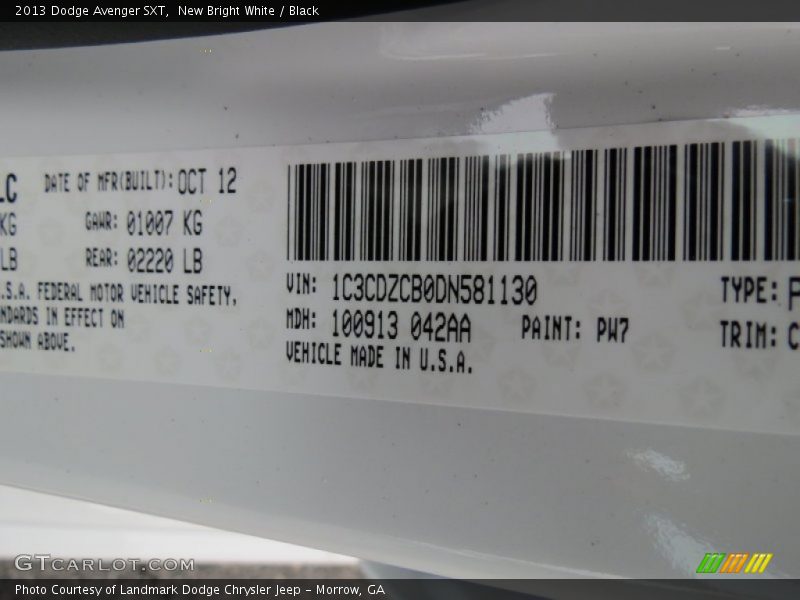 2013 Dodge Avenger SXT, New Bright White / Black
LC DATE OF MFR(BUILT): OCT 12
KG GAWR: 01007 KG
LB REAR: 02220 LB
.S.A. FEDERAL MOTOR VEHICLE SAFETY,
NDARDS IN EFFECT ON
SHOWN ABOVE.
VIN: 1C3CDZCB0DN581130 TYPE: P
MDH: 100913 042AA PAINT: PW7 TRIM: C
VEHICLE MADE IN U.S.A.
GTCARLOT.COM
Photo Courtesy of Landmark Dodge Chrysler Jeep – Morrow, GA